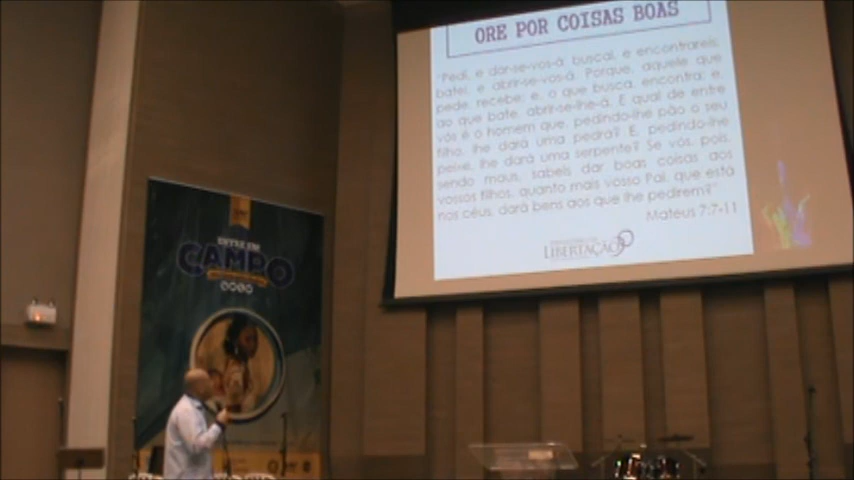 ORE POR COISAS BOAS
"Pedi, e dar-se-vos-á; buscai, e encontrareis;
batei, e abrir-se-vos-á. Porque, aquele que
pede, recebe; e, o que busca, encontra; e,
ao que bate, abrir-se-lhe-á. E qual de entre
vós é o homem que, pedindo-lhe pão o seu
filho, lhe dará uma pedra? E, pedindo-lhe
peixe, lhe dará uma serpente? Se vós, pois,
sendo maus, sabeis dar boas coisas aos
vossos filhos, quanto mais vosso Pai, que está
nos céus, dará bens aos que lhe pedirem?"
Mateus 7:7-11
LIBERTAÇÃO
ENTRE EM
CAMPO